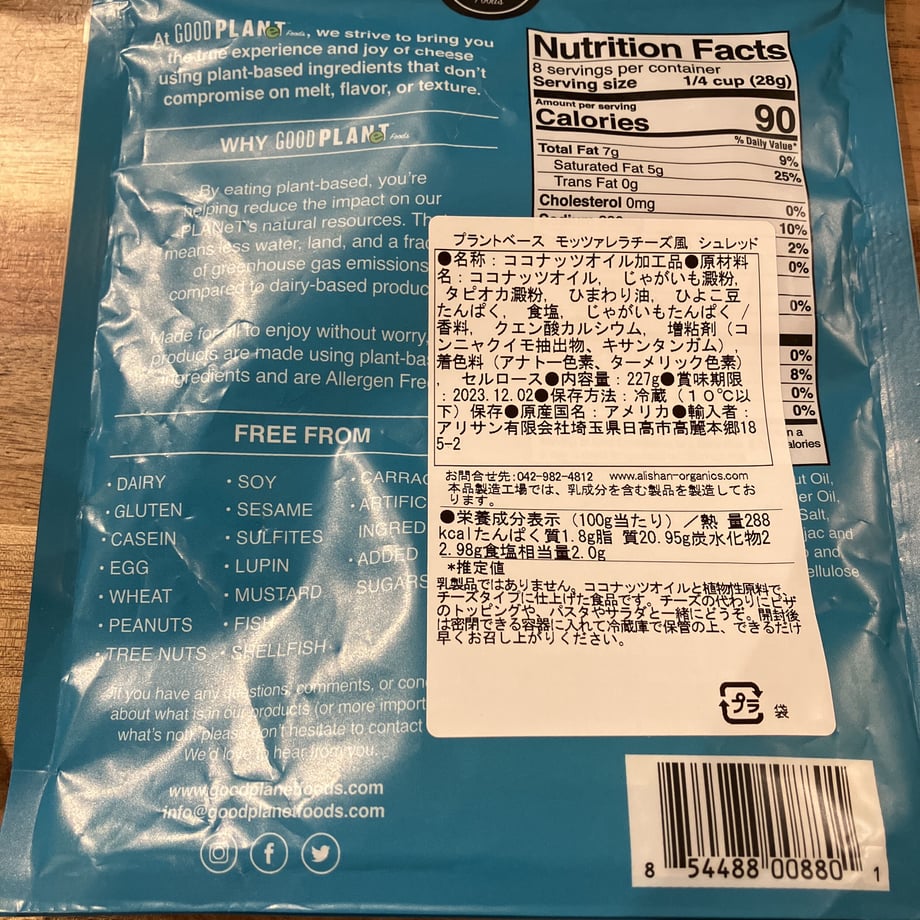 Foods
At GOOD PLANeT Foods, we strive to bring you
the true experience and joy of cheese
using plant-based ingredients that don't
compromise on melt, flavor, or texture.
WHY GOOD PLANeT Foods
By eating plant-based, you're
helping reduce the impact on our
PLANeT's natural resources.
means less water, land, and a
of greenhouse gas emissions
compared to dairy-based
Made for all to enjoy without worry,
products are made using
ingredients and are Allergen
FREE FROM
• DAIRY
• GLUTEN
• CASEIN
• EGG
• WHEAT
• PEANUTS
• TREE NUTS
• SOY
• SESAME
• SULFITES
• LUPIN
• MUSTARD
• FISH
• SHELLFISH
• ADDED
SUGARS
If you have any questions, comments, or
about what is in our products (or more
what's not), please don't hesitate to contact
We'd love to hear from you.
www.goodplanetfoods.com
info@goodplanetfoods.com
Nutrition Facts
8 servings per container
Serving size 1/4 cup (28g)
Amount per serving
Calories 90
% Daily Value*
Total Fat 7g 9%
Saturated Fat 5g 25%
Trans Fat 0g
Cholesterol 0mg 0%
10%
2%
0%
0%
0%
8%
0%
0%
プラントベース モッツァレラチーズ風 シュレッド
●名称：ココナッツオイル加工品●原材料
名：ココナッツオイル, じゃがいも澱粉,
タピオカ澱粉, ひまわり油, ひよこ豆
たんぱく, 食塩, じゃがいもたんぱく /
香料, クエン酸カルシウム, 増粘剤（コ
ンニャクイモ抽出物、キサンタンガム）,
着色料（アナトー色素、ターメリック色素）
, セルロース●内容量：227g●賞味期限
：2023.12.02●保存方法：冷蔵（１０℃以
下）保存●原産国名：アメリカ●輸入者：
アリサン有限会社埼玉県日高市高麗本郷18
5-2
お問合せ先:042-982-4812 www.alishan-organics.com
本品製造工場では、乳成分を含む製品を製造してお
ります。
●栄養成分表示（100g当たり）／熱 量288
kcalたんぱく質1.8g脂 質20.95g炭水化物2
2.98g食塩相当量2.0g
*推定値
乳製品ではありません。ココナッツオイルと植物性原料で、
チーズタイプに仕上げた食品です。チーズの代わりにピザ
のトッピングや、パスタやサラダと一緒にどうぞ。開封後
は密閉できる容器に入れて冷蔵庫で保管の上、できるだけ
早くお召し上がりください。
プラ 袋
Oil,
Oil,
Salt,
and
and
8 54488 00880 1